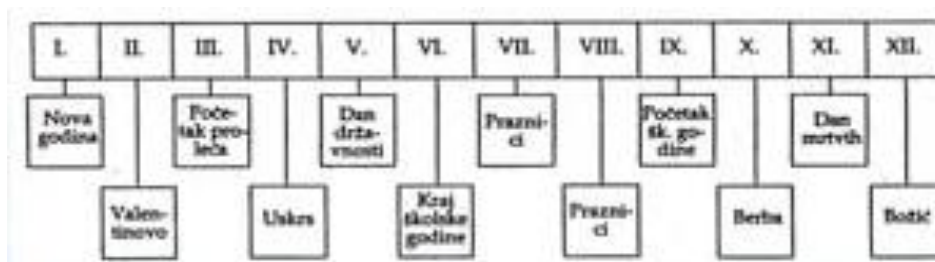 I. II. III. IV. V. VI. VII. VIII. IX. X. XI. XII.
Nova
godina
Poče-
tak pro-
leća
Dan
drža-
vnosti
Prazni-
ci
Početak
šk. go-
dine
Dan
mrtvih
Valen-
tinovo
Uskrs
Kraj
školske
godine
Prazni-
ci
Berba
Božić